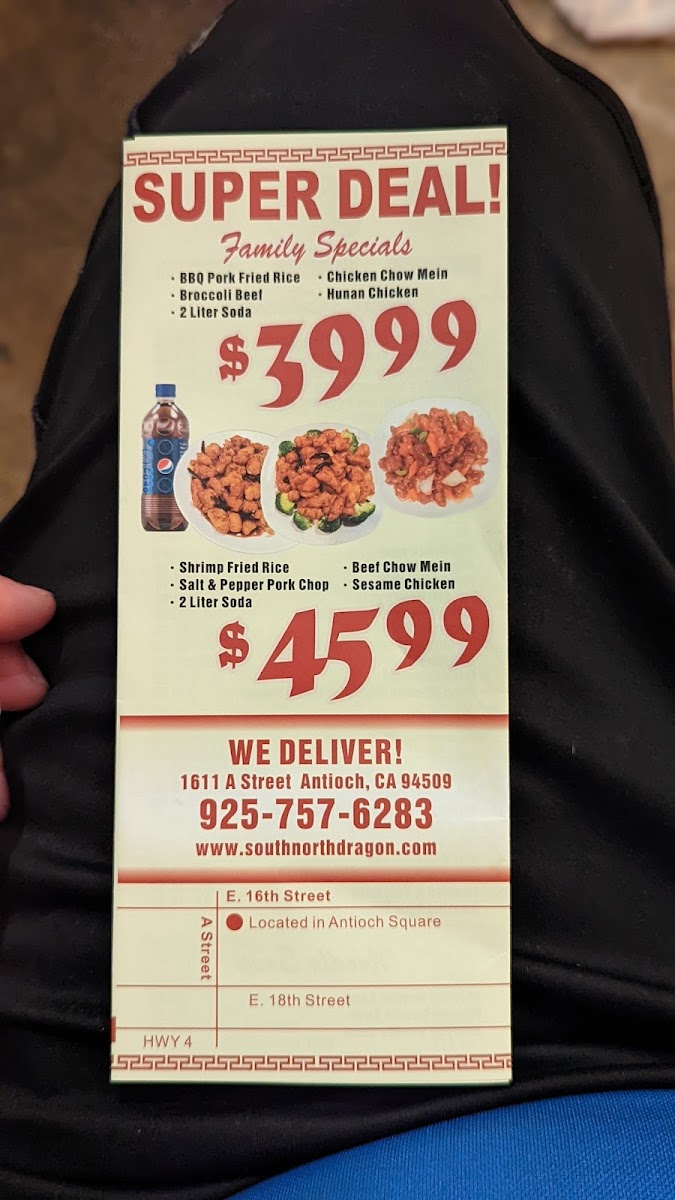 SUPER DEAL!
Family Specials
· BBQ Pork Fried Rice · Chicken Chow Mein
· Broccoli Beef · Hunan Chicken
· 2 Liter Soda
$3999
· Shrimp Fried Rice · Beef Chow Mein
· Salt & Pepper Pork Chop · Sesame Chicken
· 2 Liter Soda
$4599
WE DELIVER!
1611 A Street Antioch, CA 94509
925-757-6283
www.southnorthdragon.com
E. 16th Street
A Street
Located in Antioch Square
E. 18th Street
HWY 4